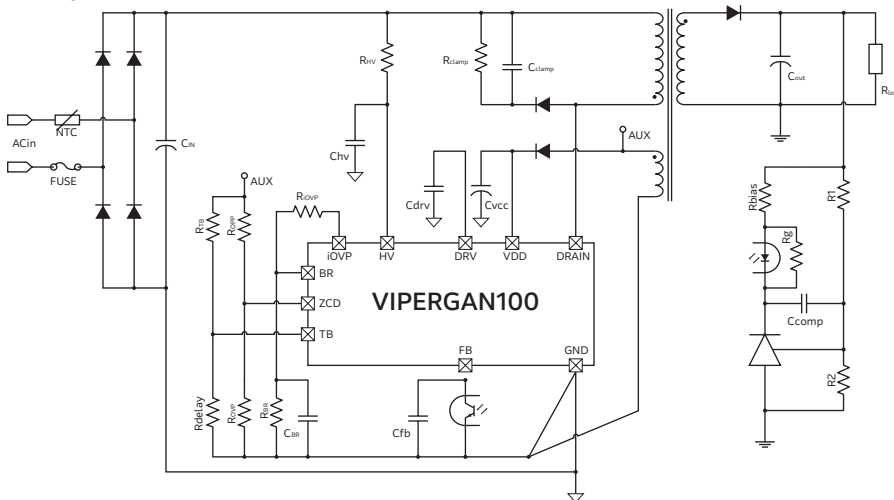 RHV
Rclamp
Cclamp
Cout
Rlo
NTC
ACin
FUSE
CIN
Chv
AUX
AUX
Cdrv
Cvcc
RiOVP
RTB
ROPP
iOVP
HV
DRV
VDD
DRAIN
BR
ZCD
TB
VIPERGAN100
FB
GND
Rbias
R1
Rg
Ccomp
R2
Rdelay
ROVP
RBR
CBR
Cfb